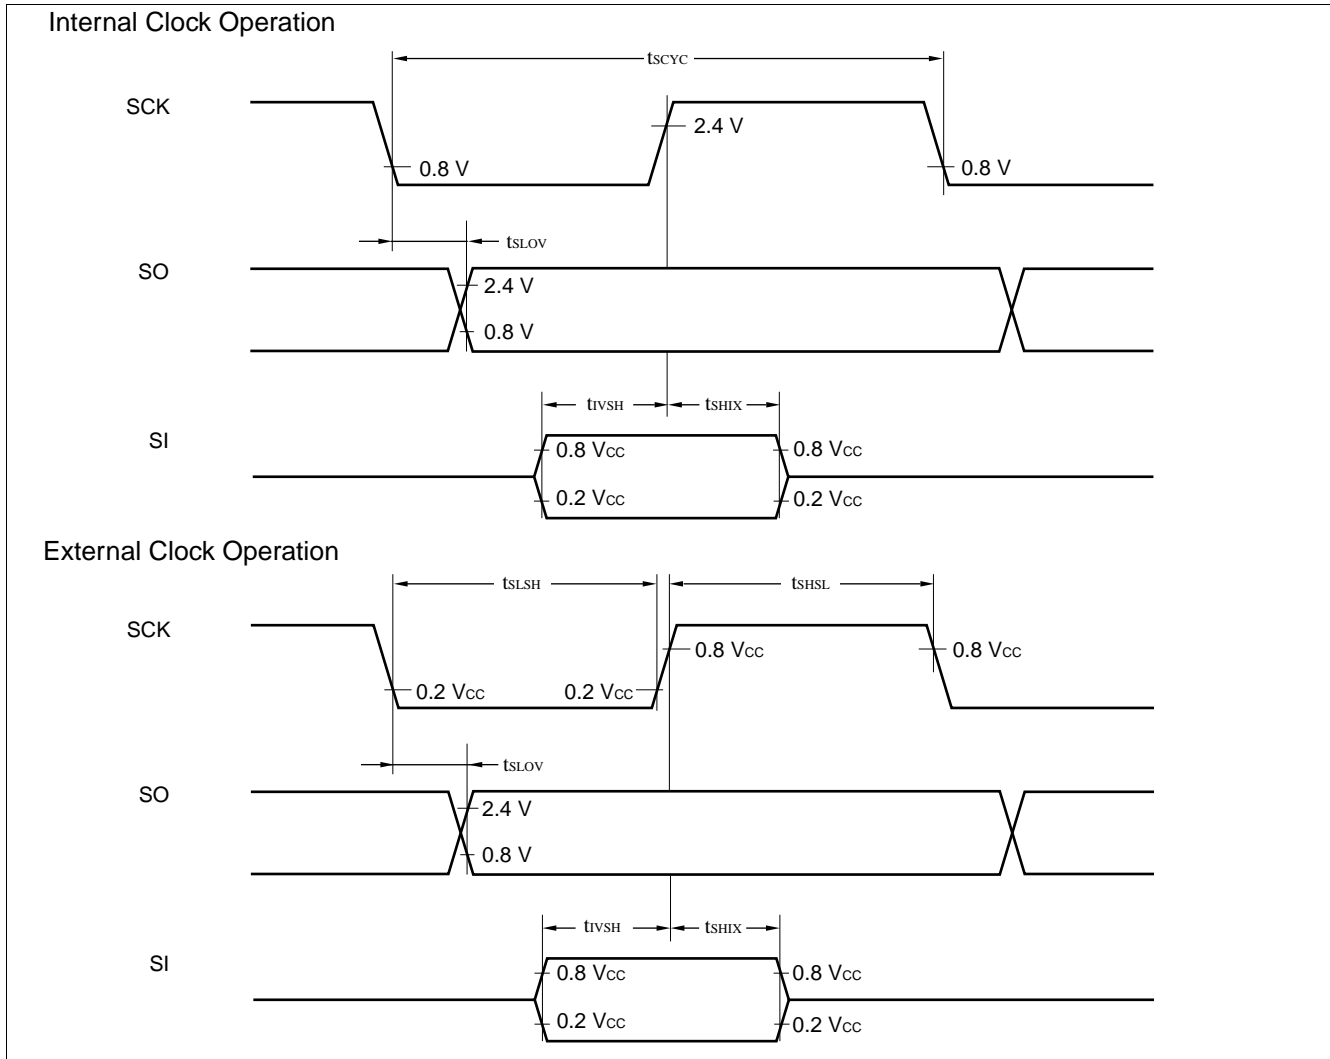 Internal Clock Operation
tSCYC
SCK
2.4 V
0.8 V
0.8 V
tSLOV
SO
2.4 V
0.8 V
tIVSH
tSHIX
SI
0.8 VCC
0.8 VCC
0.2 VCC
0.2 VCC
External Clock Operation
tSLSH
tSHSL
SCK
0.8 VCC
0.8 VCC
0.2 VCC
0.2 VCC
tSLOV
SO
2.4 V
0.8 V
tIVSH
tSHIX
SI
0.8 VCC
0.8 VCC
0.2 VCC
0.2 VCC